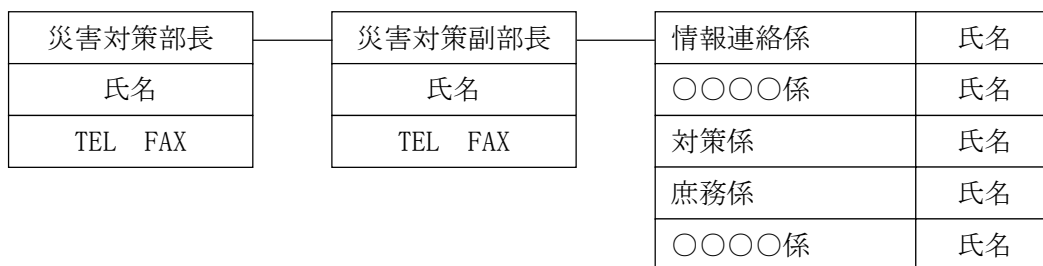 災害対策部長
氏名
TEL FAX
災害対策副部長
氏名
TEL FAX
情報連絡係 氏名
○○○○係 氏名
対策係 氏名
庶務係 氏名
○○○○係 氏名